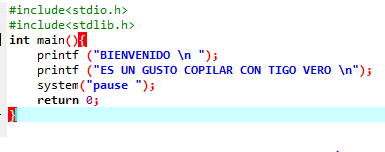 #include<stdio.h>
#include<stdlib.h>
int main(){
printf ("BIENVENIDO \n ");
printf ("ES UN GUSTO COPILAR CON TIGO VERO \n");
system("pause ");
return 0;
}